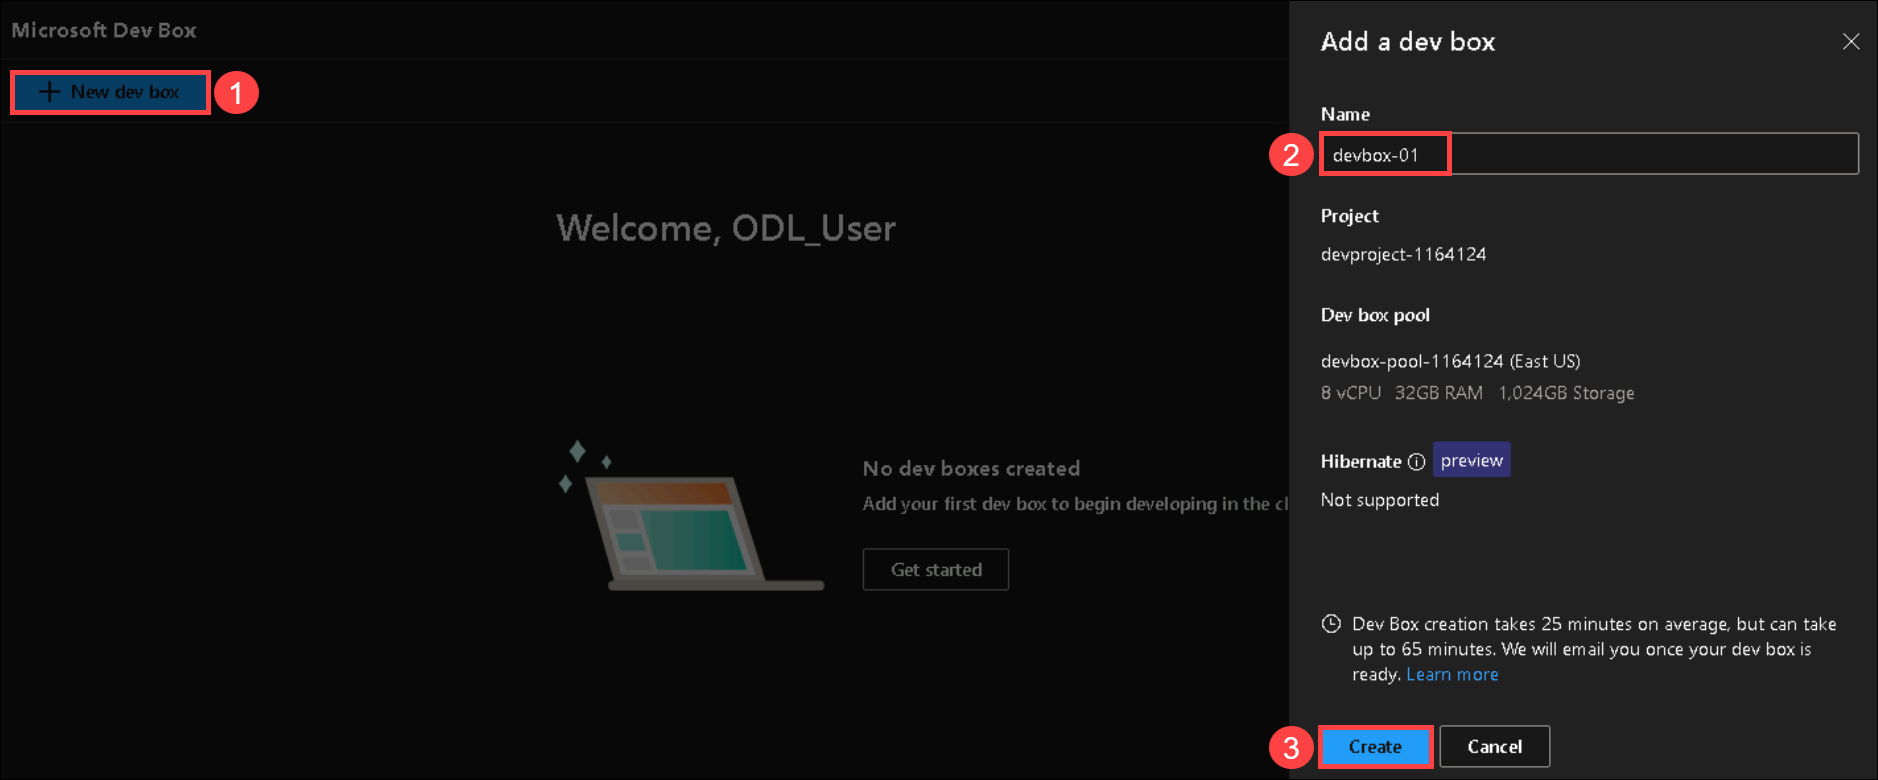 Microsoft Dev Box
New dev box
1
Welcome, ODL_User
No dev boxes created
Add your first dev box to begin developing in the
Get started
Add a dev box
Name
2
devbox-01
Project
devproject-1164124
Dev box pool
devbox-pool-1164124 (East US)
8 vCPU 32GB RAM 1,024GB Storage
Hibernate preview
Not supported
Dev Box creation takes 25 minutes on average, but can take
up to 65 minutes. We will email you once your dev box is
ready. Learn more
3
Create Cancel